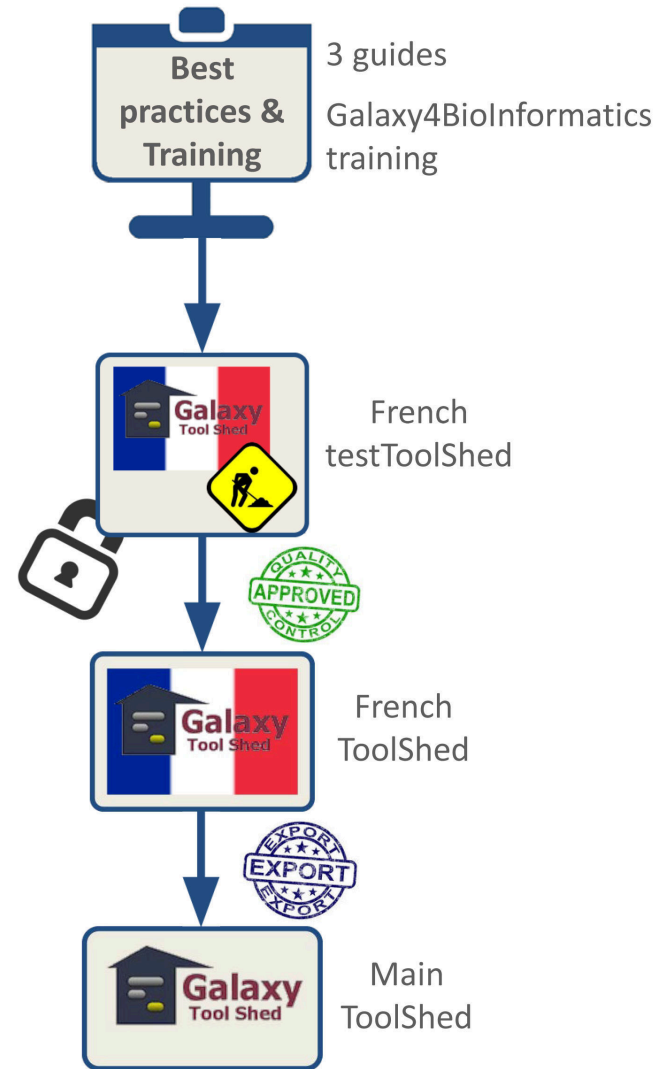 Best
practices &
Training
3 guides
Galaxy4BioInformatics
training
Galaxy
Tool Shed
French
testToolShed
QUALITY
APPROVED
CONTROL
Galaxy
Tool Shed
French
ToolShed
EXPORT
EXPORT
EXPORT
Galaxy
Tool Shed
Main
ToolShed